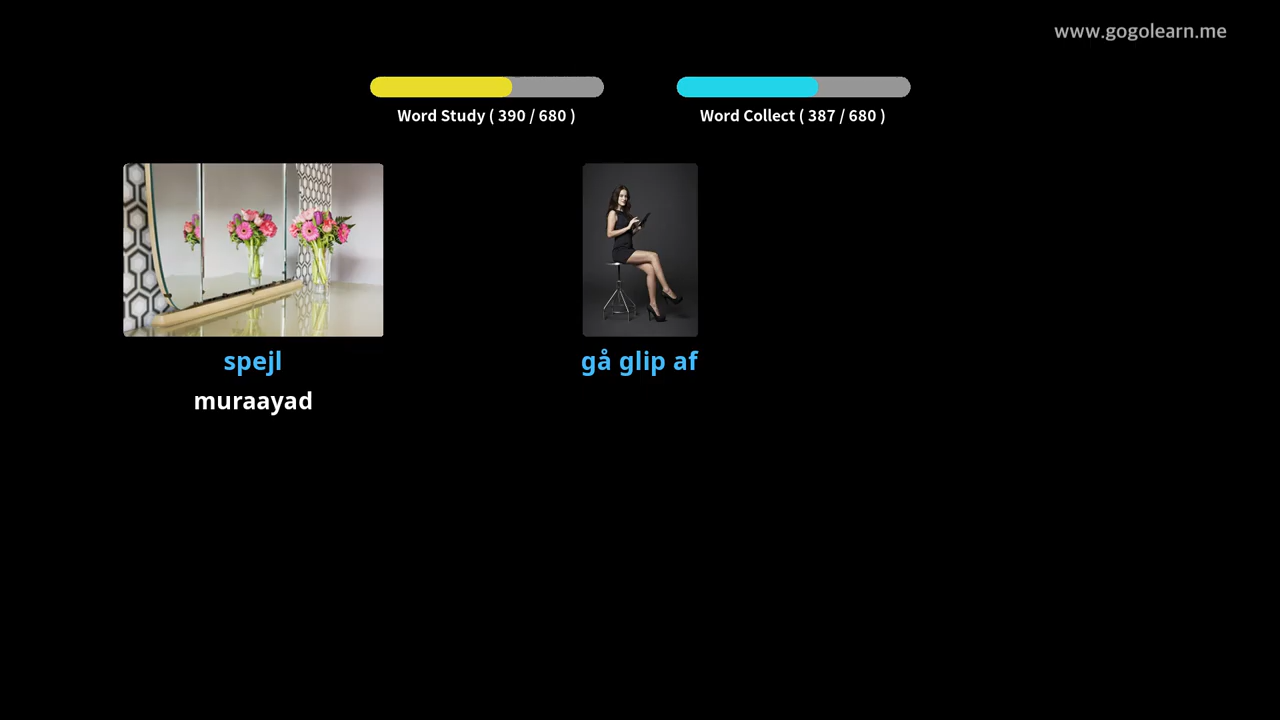 www.gogolearn.me
Word Study ( 390 / 680 )
Word Collect ( 387 / 680 )
spejl
gå glip af
muraayad